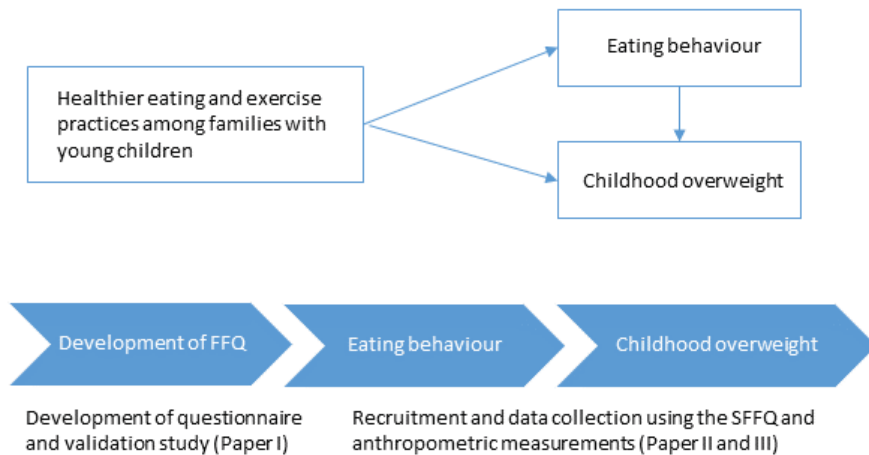 Eating behaviour
Healthier eating and exercise
practices among families with
young children
Childhood overweight
Development of FFQ
Eating behaviour
Childhood overweight
Development of questionnaire
and validation study (Paper I)
Recruitment and data collection using the SFFQ and
anthropometric measurements (Paper II and III)